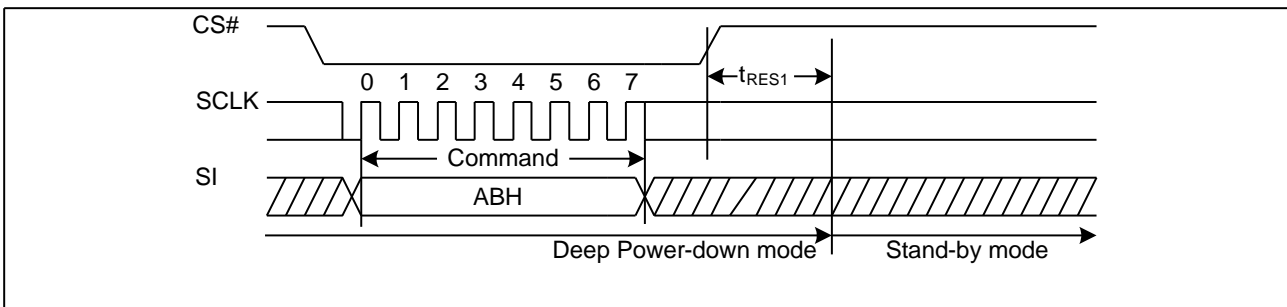 CS#
0 1 2 3 4 5 6 7
tRES1
SCLK
Command
SI
ABH
Deep Power-down mode Stand-by mode